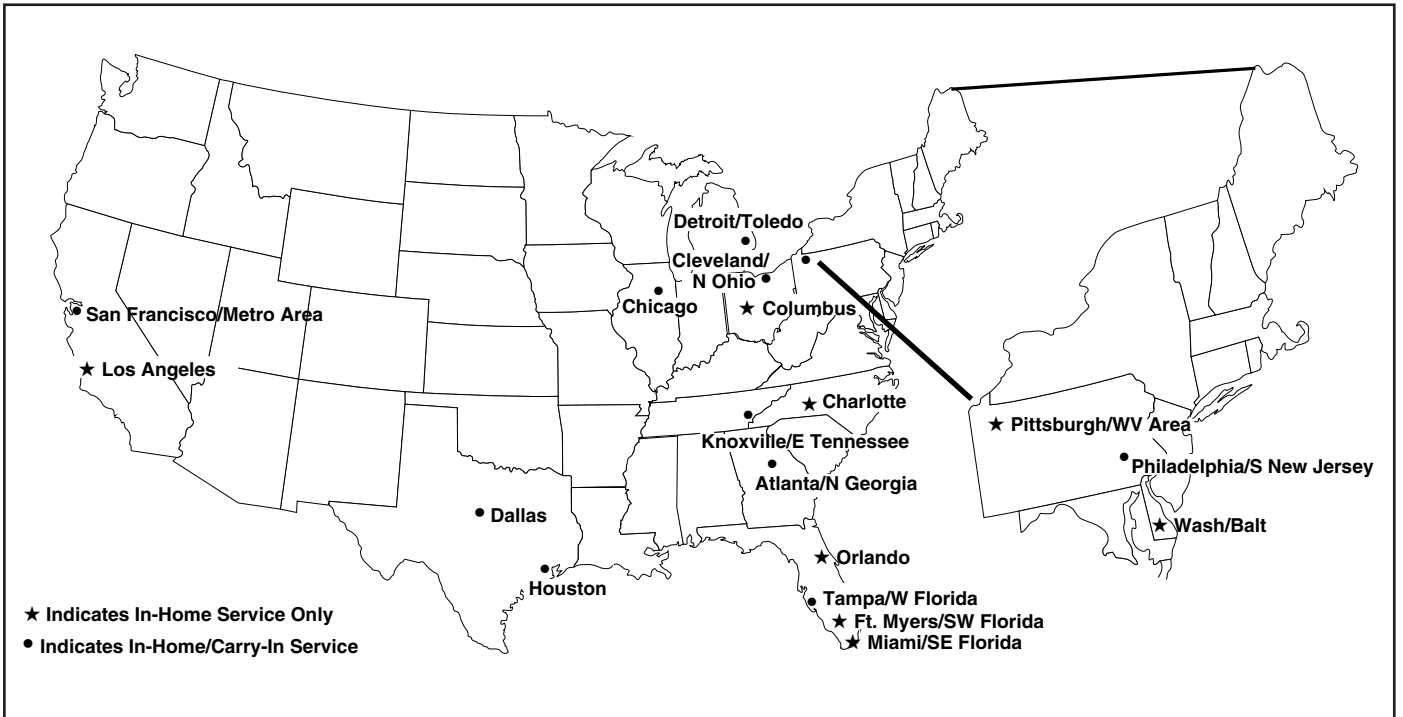 Detroit/Toledo
Cleveland/
N Ohio
Chicago
Columbus
San Francisco/Metro Area
Los Angeles
Charlotte
Knoxville/E Tennessee
Atlanta/N Georgia
Pittsburgh/WV Area
Philadelphia/S New Jersey
Wash/Balt
Dallas
Houston
Orlando
Tampa/W Florida
Ft. Myers/SW Florida
Miami/SE Florida
★ Indicates In-Home Service Only
• Indicates In-Home/Carry-In Service